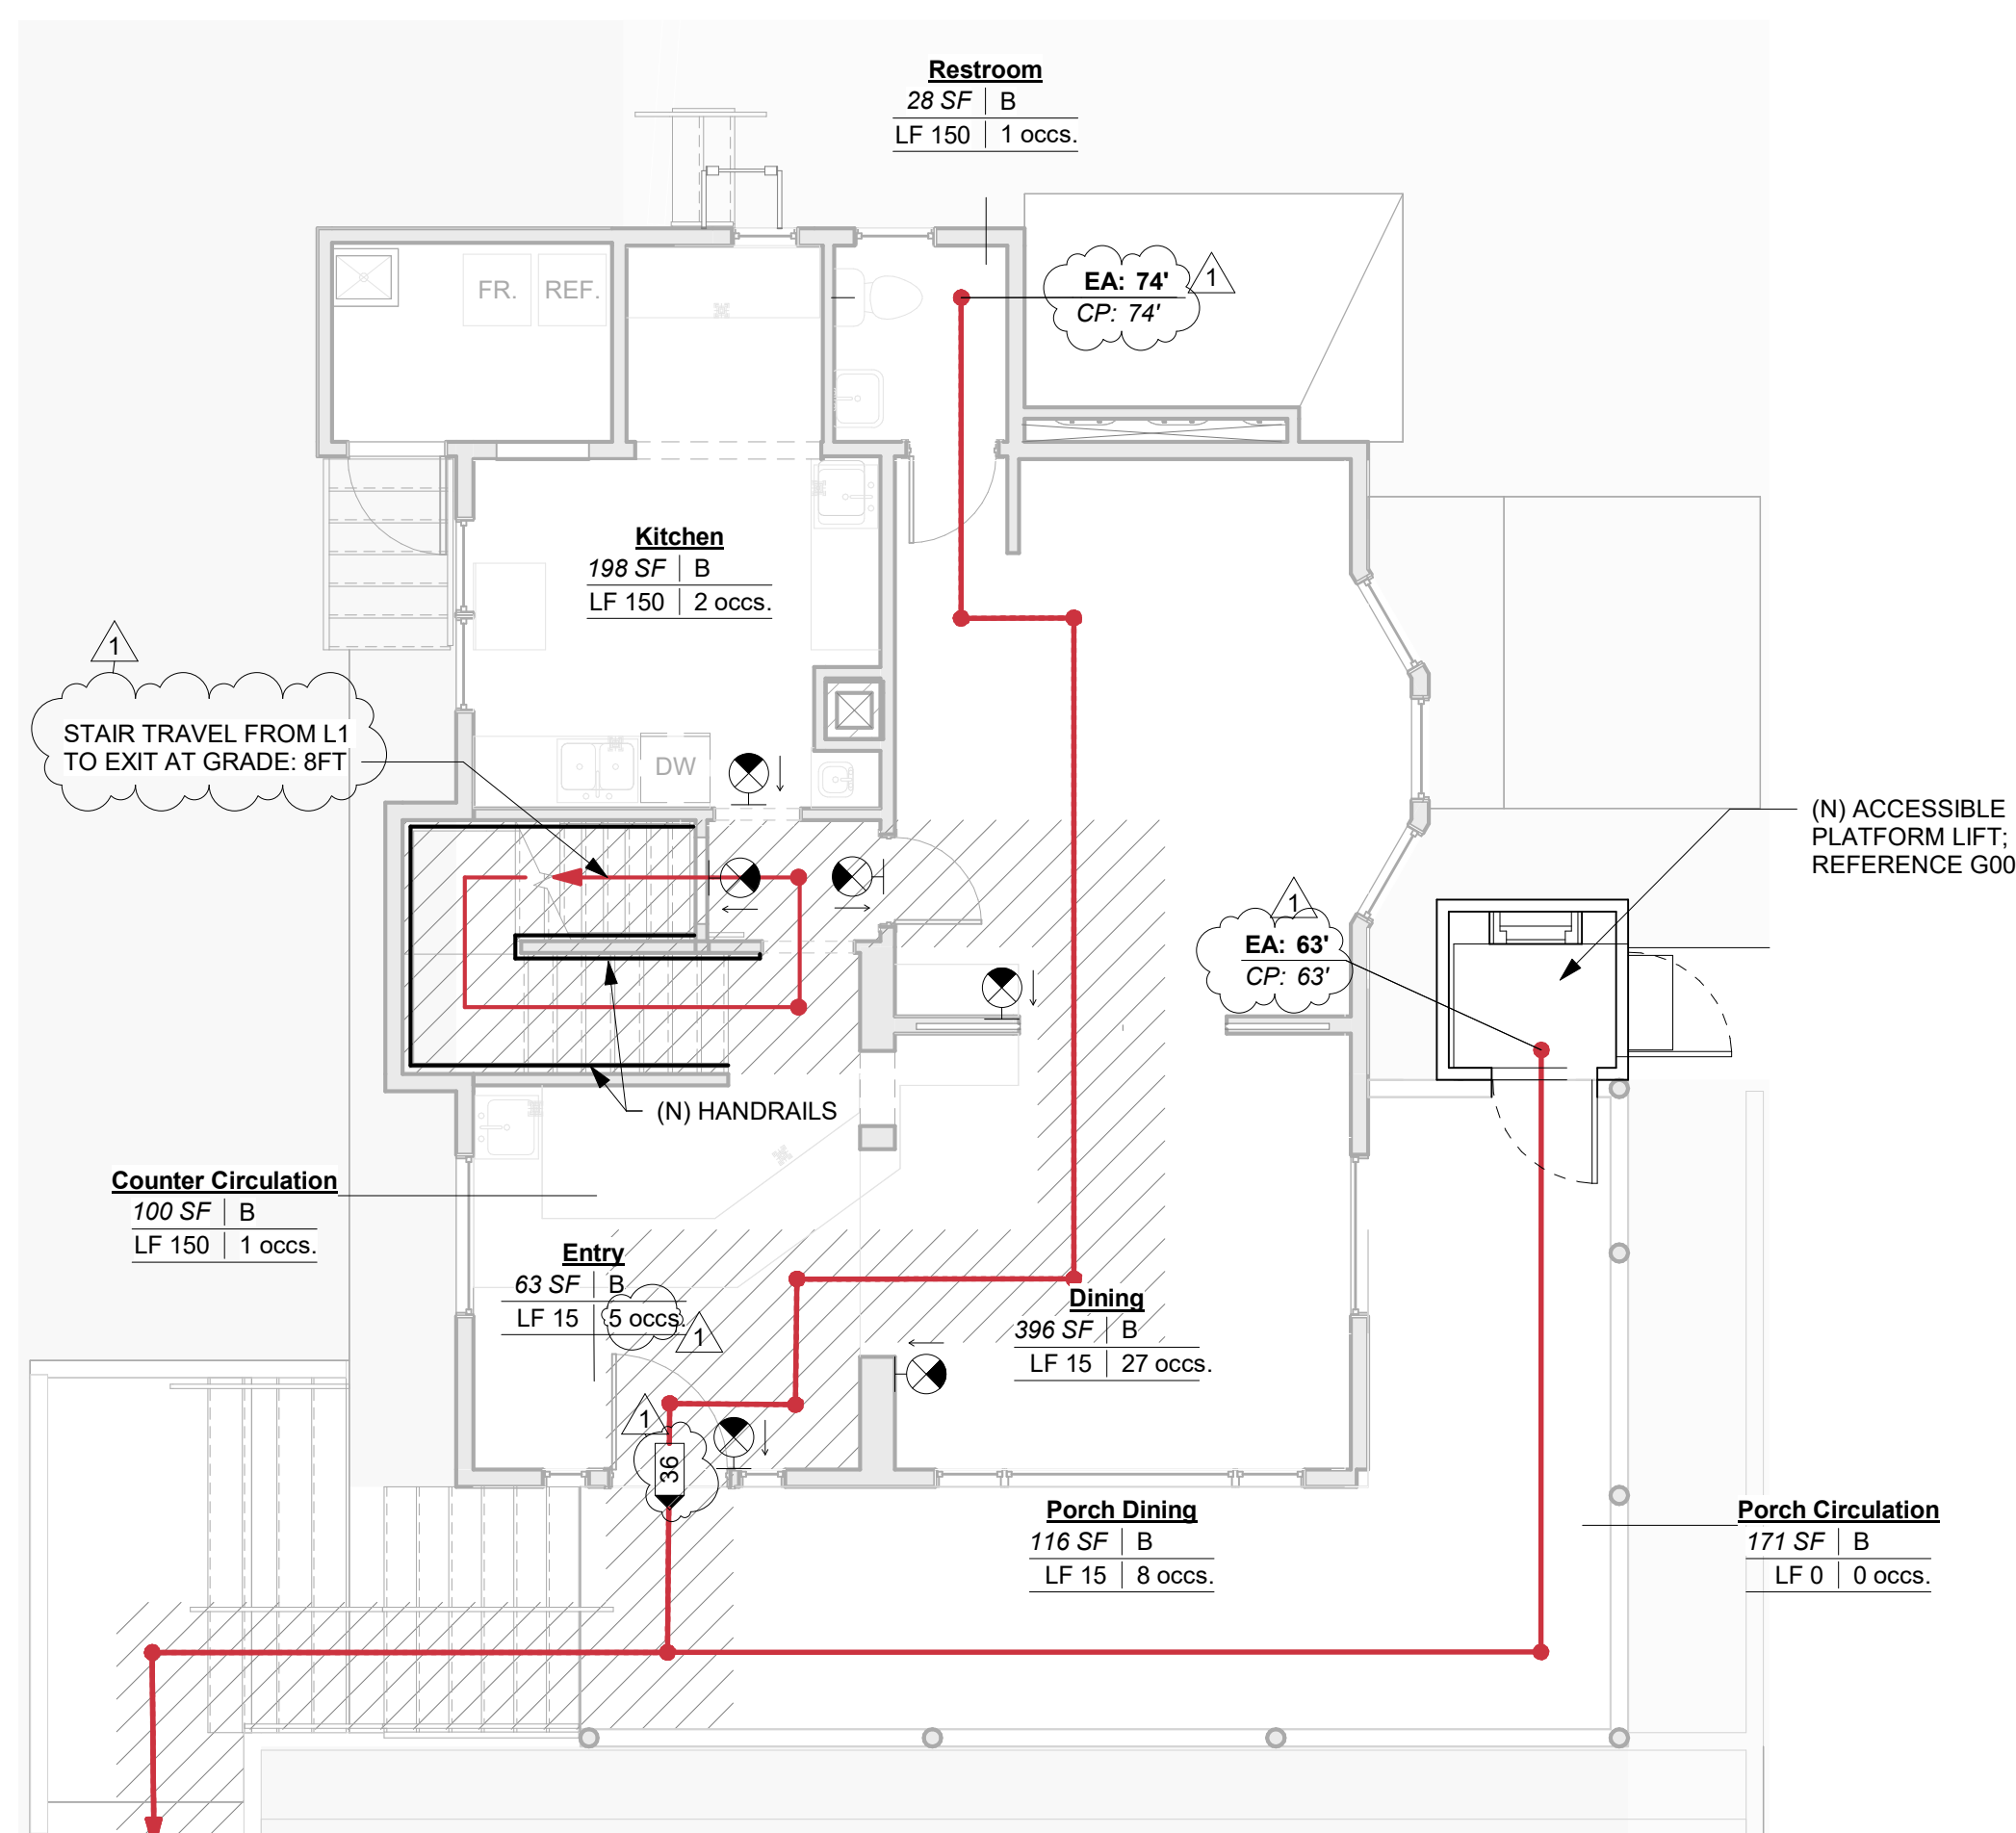 Restroom
28 SF B
LF 150 1 occs.
EA: 74'
CP: 74'
1
FR. REF.
Kitchen
198 SF B
LF 150 2 occs.
1
STAIR TRAVEL FROM L1
TO EXIT AT GRADE: 8FT
DW
(N) ACCESSIBLE
PLATFORM LIFT;
REFERENCE G00
1
EA: 63'
CP: 63'
(N) HANDRAILS
Counter Circulation
100 SF B
LF 150 1 occs.
Entry
63 SF B
LF 15 5 occs.
1
Dining
396 SF B
LF 15 27 occs.
1
36
Porch Dining
116 SF B
LF 15 8 occs.
Porch Circulation
171 SF B
LF 0 0 occs.